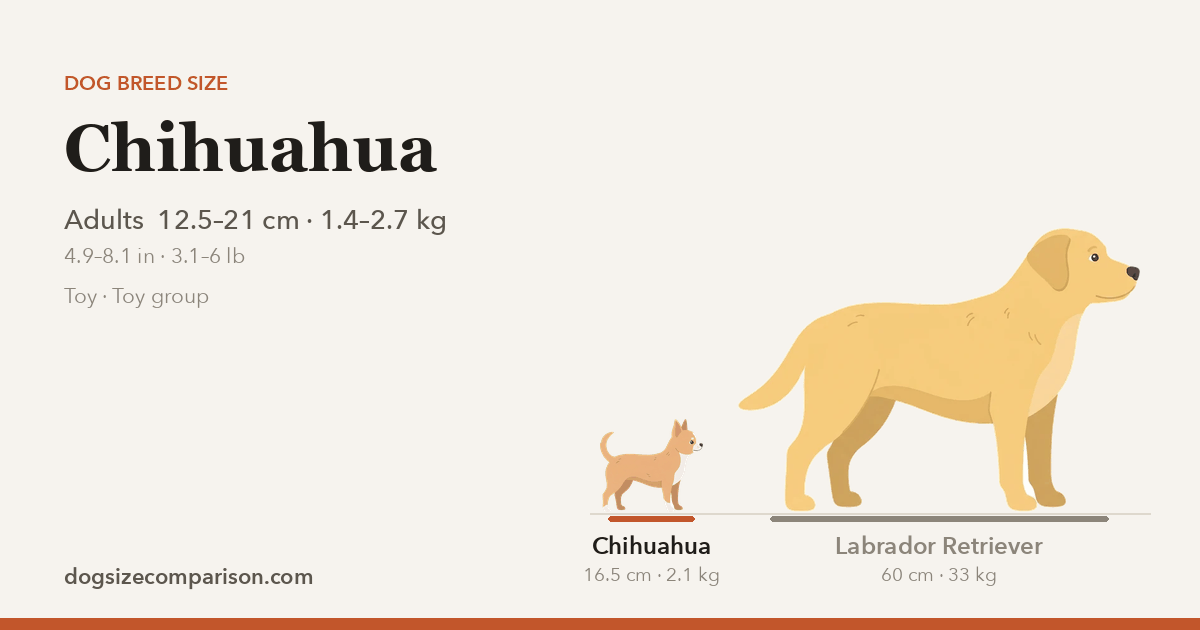 DOG BREED SIZE
Chihuahua
Adults 12.5–21 cm · 1.4–2.7 kg
4.9–8.1 in · 3.1–6 lb
Toy · Toy group
Chihuahua
16.5 cm · 2.1 kg
Labrador Retriever
60 cm · 33 kg
dogsizecomparison.com